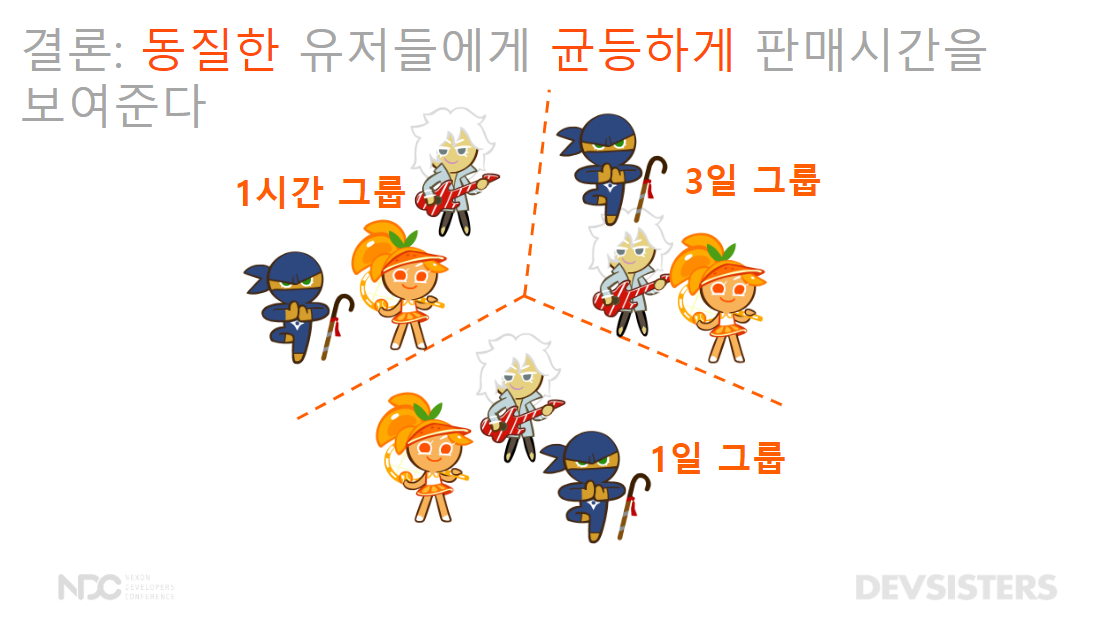 결론: 동질한 유저들에게 균등하게 판매시간을
보여준다
1시간 그룹
3일 그룹
1일 그룹
NDC
NEXON
DEVELOPERS
CONFERENCE
DEVSISTERS